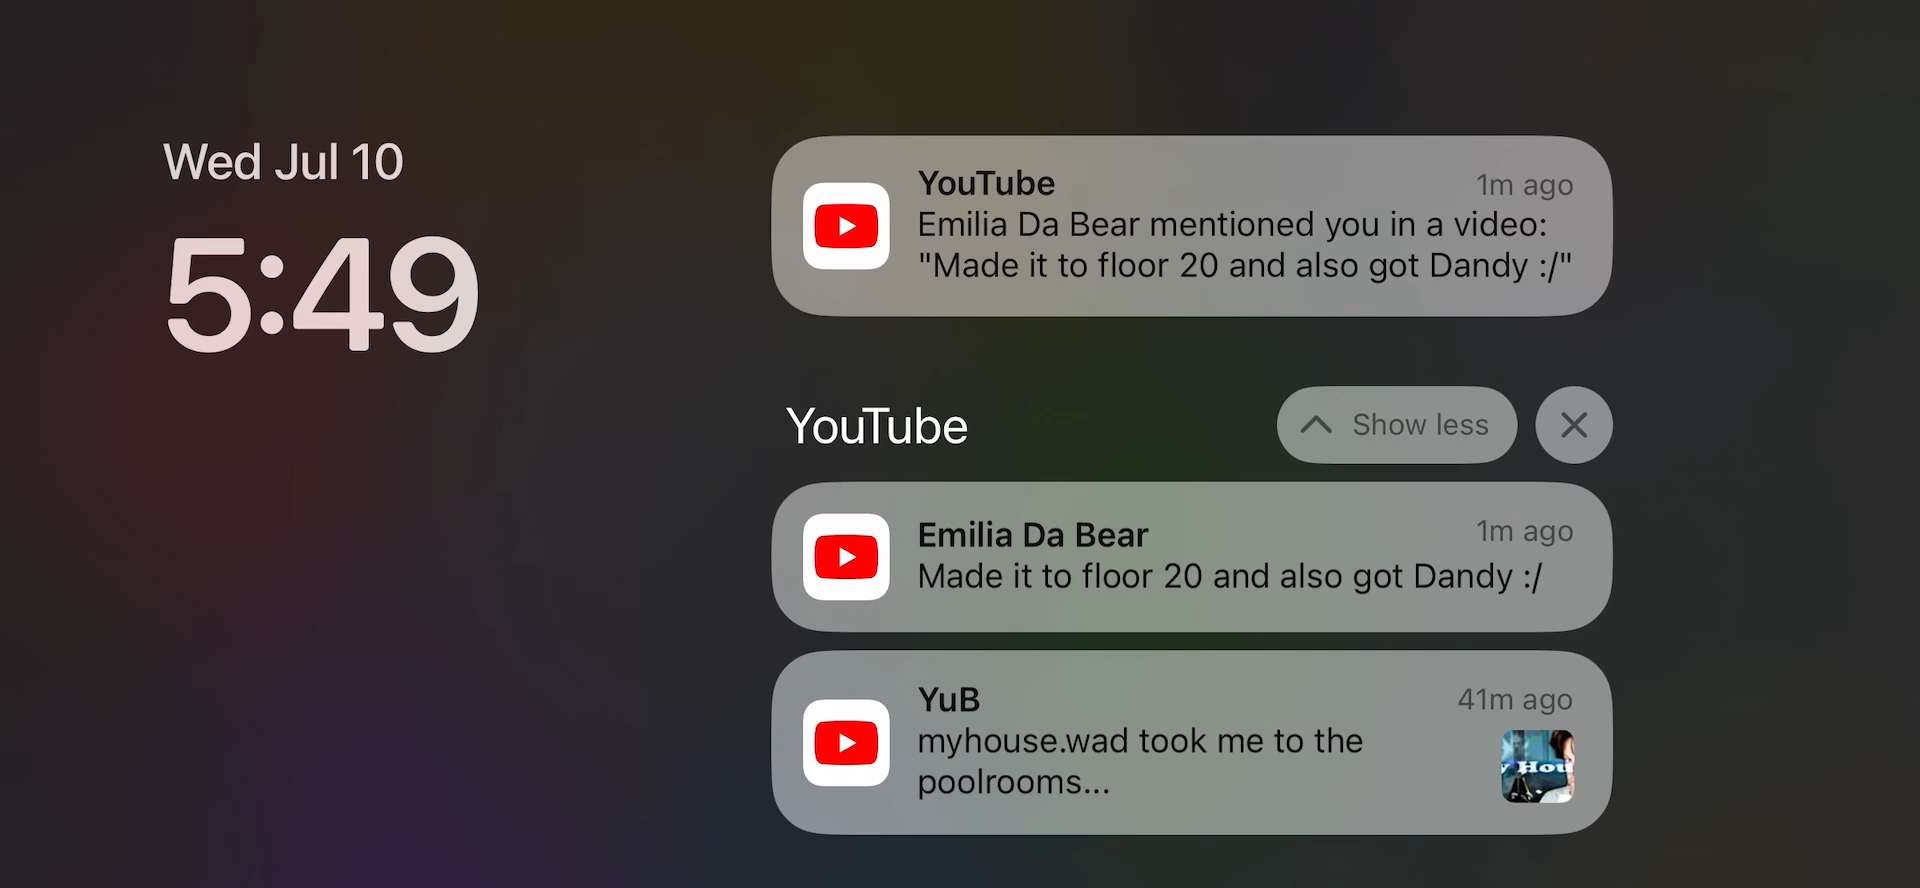 Wed Jul 10
5:49
YouTube
1m ago
Emilia Da Bear mentioned you in a video:
"Made it to floor 20 and also got Dandy :/"
YouTube
Show less
Emilia Da Bear
1m ago
Made it to floor 20 and also got Dandy :/
YuB
41m ago
myhouse.wad took me to the
poolrooms...
y Hou